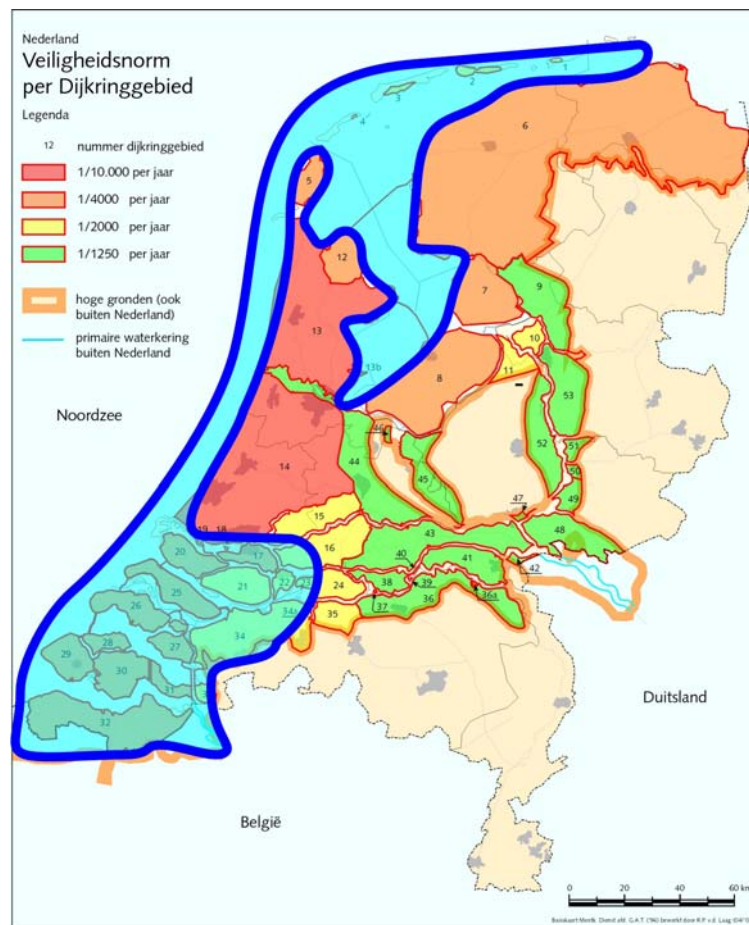 Nederland
Veiligheidsnorm
per Dijkringgebied
Legenda
12 nummer dijkringgebied
1/10.000 per jaar
1/4000 per jaar
1/2000 per jaar
1/1250 per jaar
hoge gronden (ook
buiten Nederland)
primaire waterkering
buiten Nederland
Noordzee
Duitsland
België
1
2
3
4
5
6
7
8
9
10
11
12
13
13b
14
15
16
17
18
19
20
21
22
24
25
26
27
28
29
30
31
32
34
34a
35
36
36a
37
38
39
40
41
42
43
44
45
46
47
48
49
50
51
52
53
0 20 40 60 km